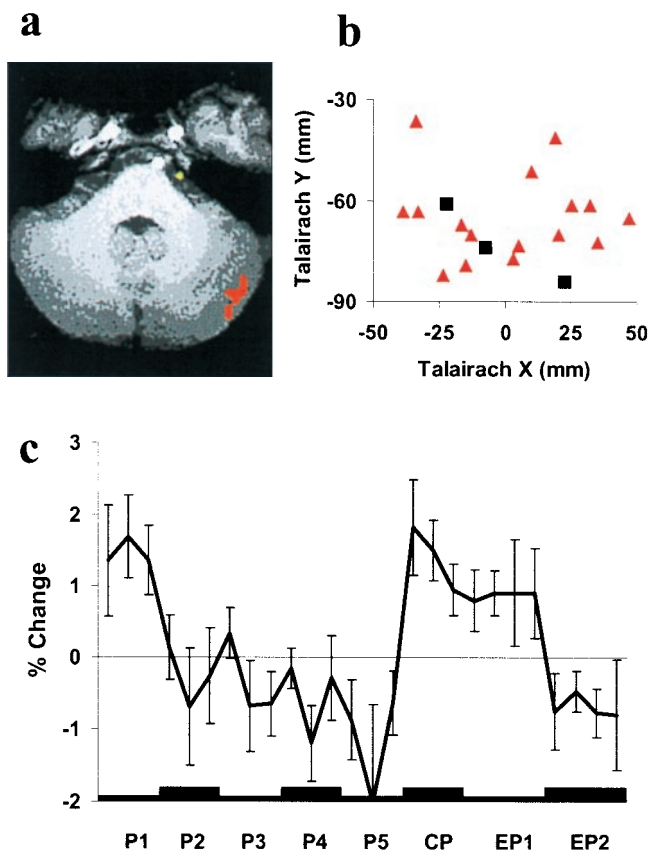 a
b
-30
-60
-90
Talairach Y (mm)
-50 -25 0 25 50
Talairach X (mm)
c
3
2
1
0
-1
-2
% Change
P1 P2 P3 P4 P5 CP EP1 EP2